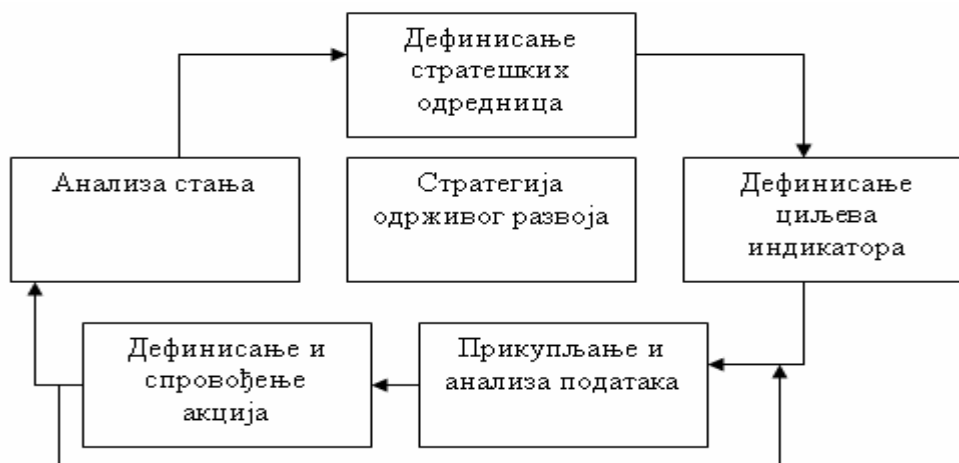 Дефинисање
стратешких
одредница
Анализа стања
Стратегија
одрживог развоја
Дефинисање
циљева
индикатора
Дефинисање и
спровођење
акција
Прикупљање и
анализа података